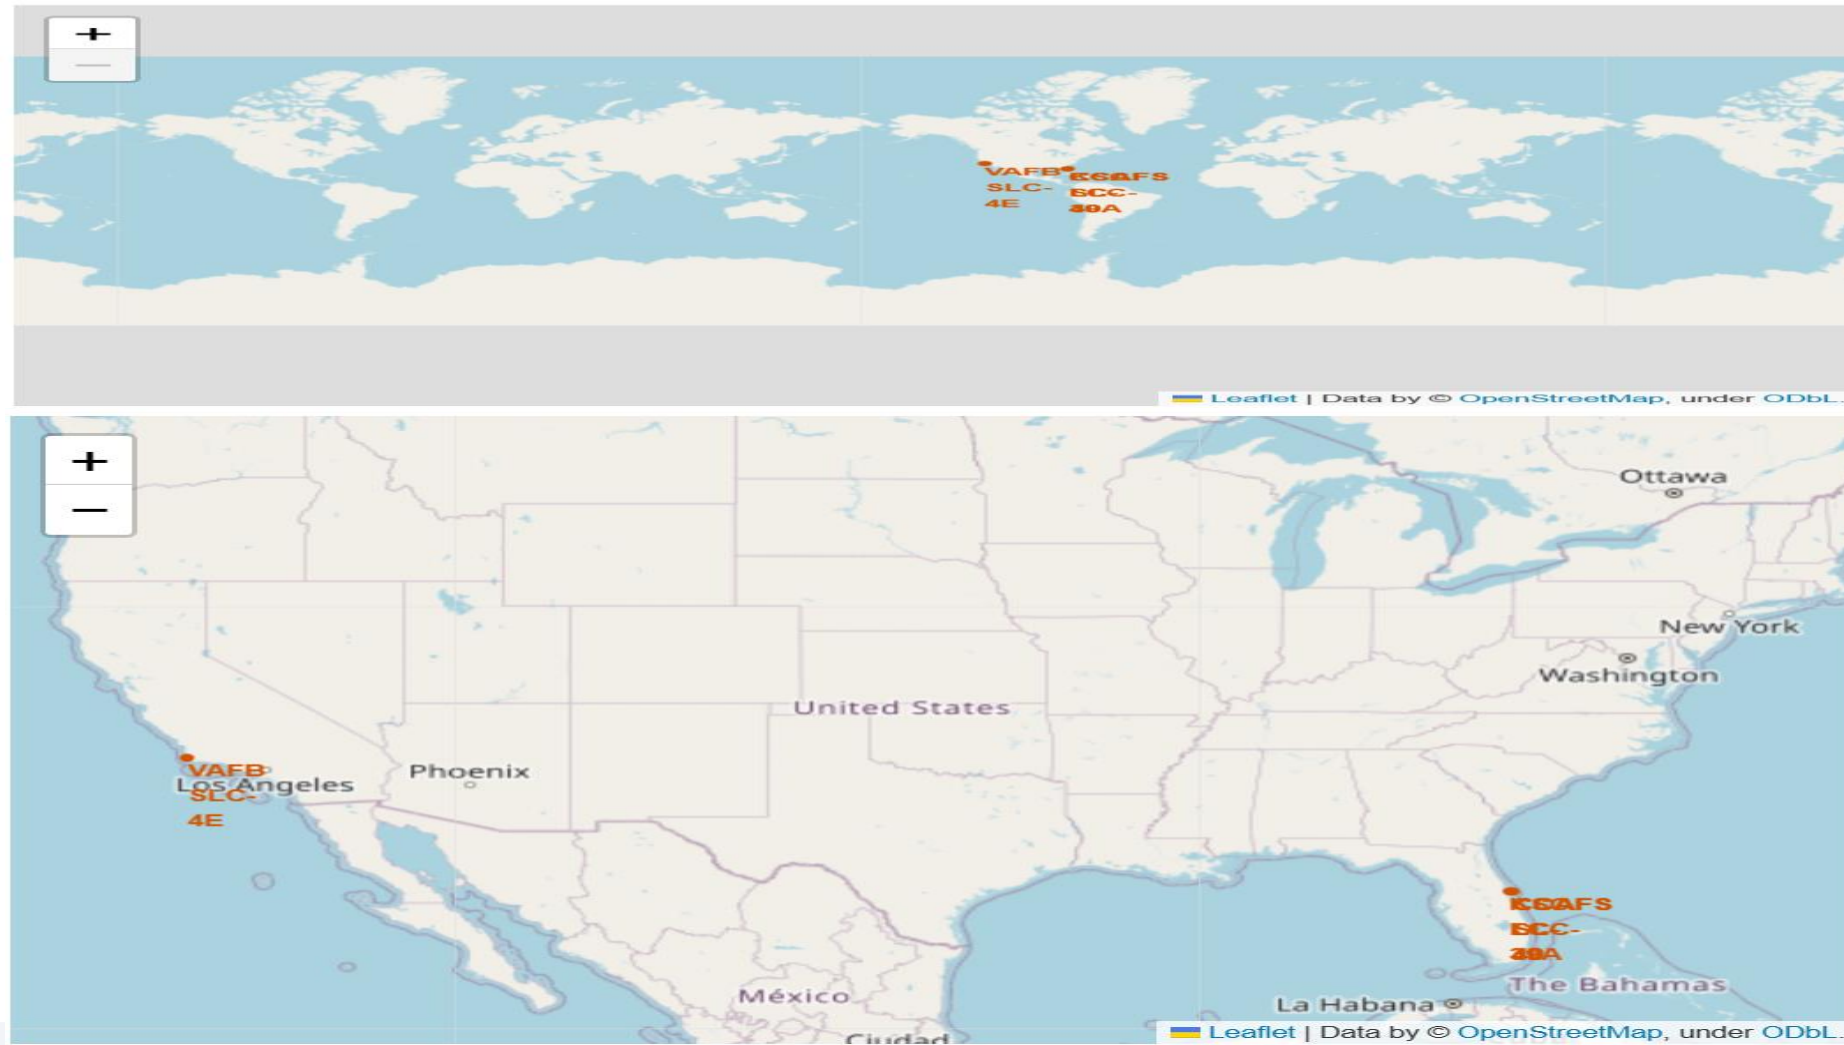 +
VAFB
SLC-
4E
Leaflet | Data by © OpenStreetMap, under ODbL.
+
−
Ottawa
New York
Washington
United States
VAFB
Los Angeles
Phoenix
SLC-
4E
México
The Bahamas
La Habana
Ciudad
Leaflet | Data by © OpenStreetMap, under ODbL.